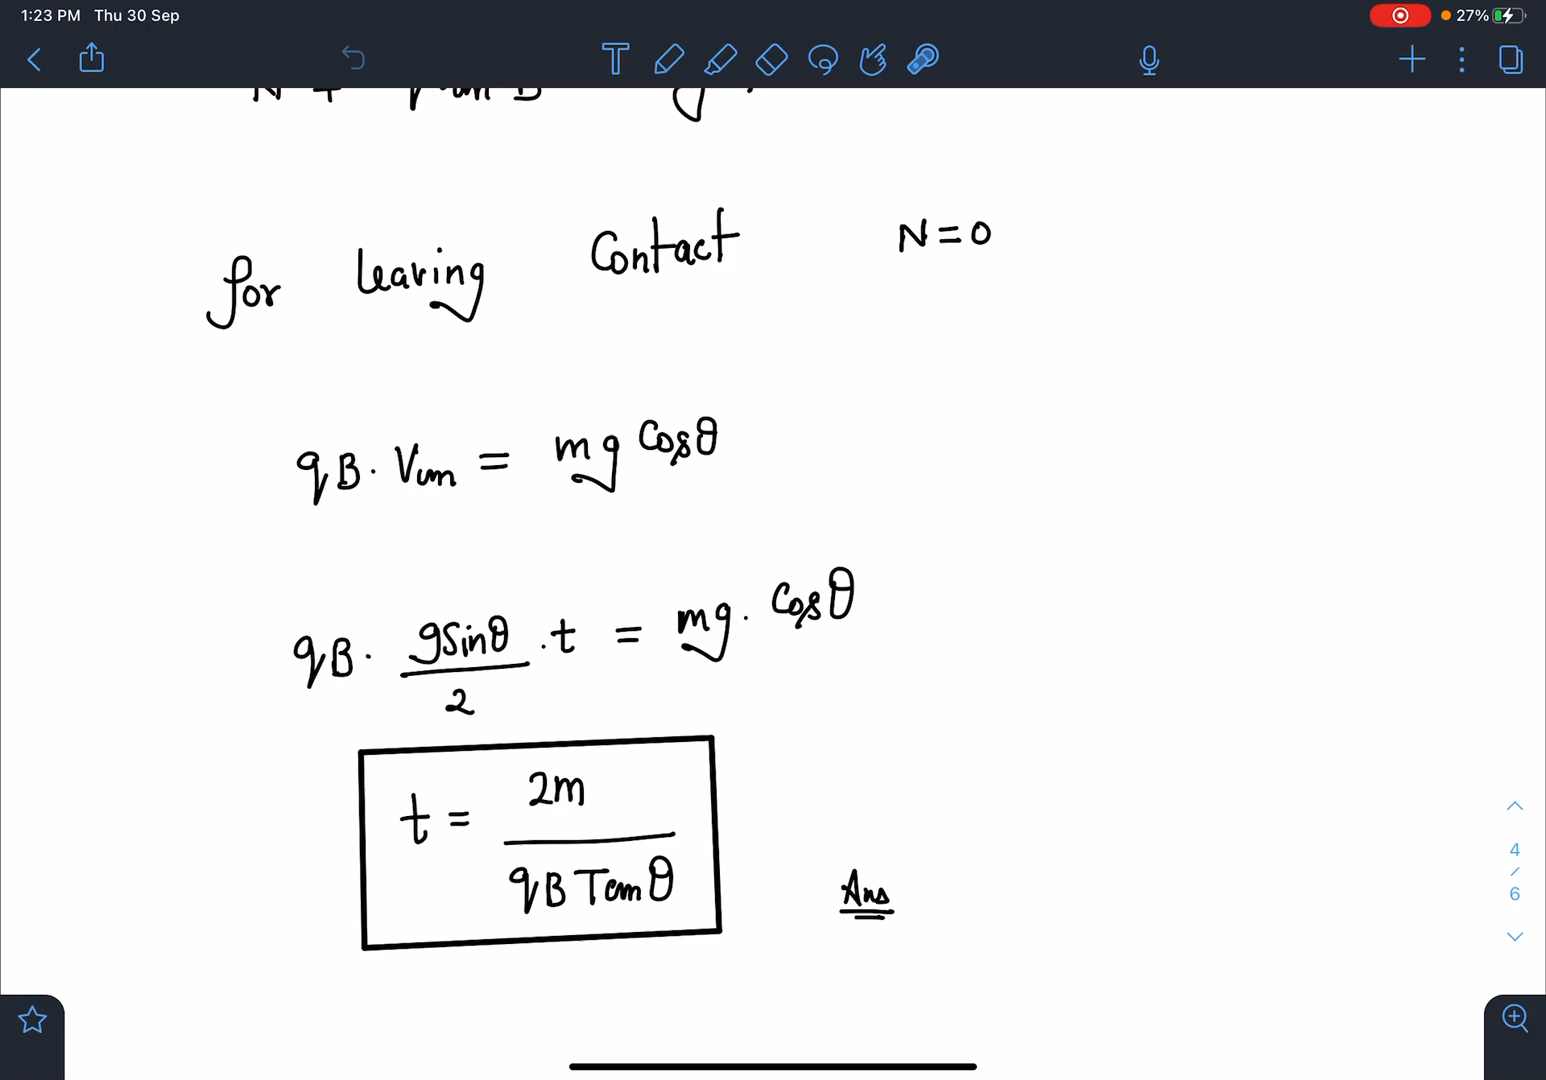 1:23 PM Thu 30 Sep
27%
T
for leaving contact N=0
qB. Vcm = mg cosθ
qB. gsinθ/2 .t = mg. cosθ
t = 2m/qB Tanθ
Ans
4
/
6